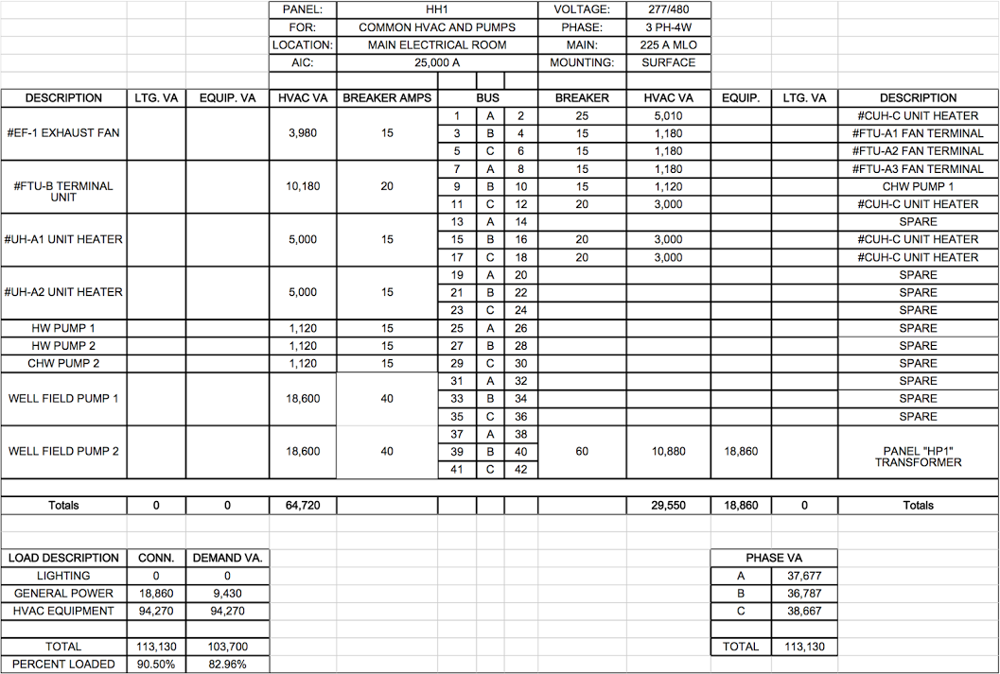 PANEL: HH1 VOLTAGE: 277/480
FOR: COMMON HVAC AND PUMPS PHASE: 3 PH-4W
LOCATION: MAIN ELECTRICAL ROOM MAIN: 225 A MLO
AIC: 25,000 A MOUNTING: SURFACE
DESCRIPTION LTG. VA EQUIP. VA HVAC VA BREAKER AMPS BUS BREAKER HVAC VA EQUIP. LTG. VA DESCRIPTION
1 A 2 25 5,010 #CUH-C UNIT HEATER
#EF-1 EXHAUST FAN 3,980 15 3 B 4 15 1,180 #FTU-A1 FAN TERMINAL
5 C 6 15 1,180 #FTU-A2 FAN TERMINAL
7 A 8 15 1,180 #FTU-A3 FAN TERMINAL
#FTU-B TERMINAL
UNIT 10,180 20 9 B 10 15 1,120 CHW PUMP 1
11 C 12 20 3,000 #CUH-C UNIT HEATER
13 A 14 SPARE
#UH-A1 UNIT HEATER 5,000 15 15 B 16 20 3,000 #CUH-C UNIT HEATER
17 C 18 20 3,000 #CUH-C UNIT HEATER
19 A 20 SPARE
#UH-A2 UNIT HEATER 5,000 15 21 B 22 SPARE
23 C 24 SPARE
HW PUMP 1 1,120 15 25 A 26 SPARE
HW PUMP 2 1,120 15 27 B 28 SPARE
CHW PUMP 2 1,120 15 29 C 30 SPARE
31 A 32 SPARE
WELL FIELD PUMP 1 18,600 40 33 B 34 SPARE
35 C 36 SPARE
37 A 38
WELL FIELD PUMP 2 18,600 40 39 B 40 60 10,880 18,860 PANEL "HP1"
TRANSFORMER
41 C 42
Totals 0 0 64,720 29,550 18,860 0 Totals
LOAD DESCRIPTION CONN. DEMAND VA. PHASE VA
LIGHTING 0 0 A 37,677
GENERAL POWER 18,860 9,430 B 36,787
HVAC EQUIPMENT 94,270 94,270 C 38,667
TOTAL 113,130 103,700 TOTAL 113,130
PERCENT LOADED 90.50% 82.96%